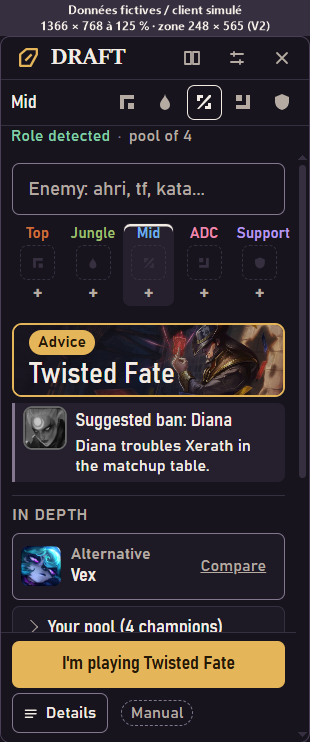 Données fictives / client simulé
1366 × 768 à 125 % · zone 248 × 565 (V2)
DRAFT
Mid
Role detected · pool of 4
Enemy: ahri, tf, kata...
Top Jungle Mid ADC Support
+ + + + +
Advice
Twisted Fate
Suggested ban: Diana
Diana troubles Xerath in
the matchup table.
IN DEPTH
Alternative
Vex
Compare
Your pool (4 champions)
I'm playing Twisted Fate
Details
Manual